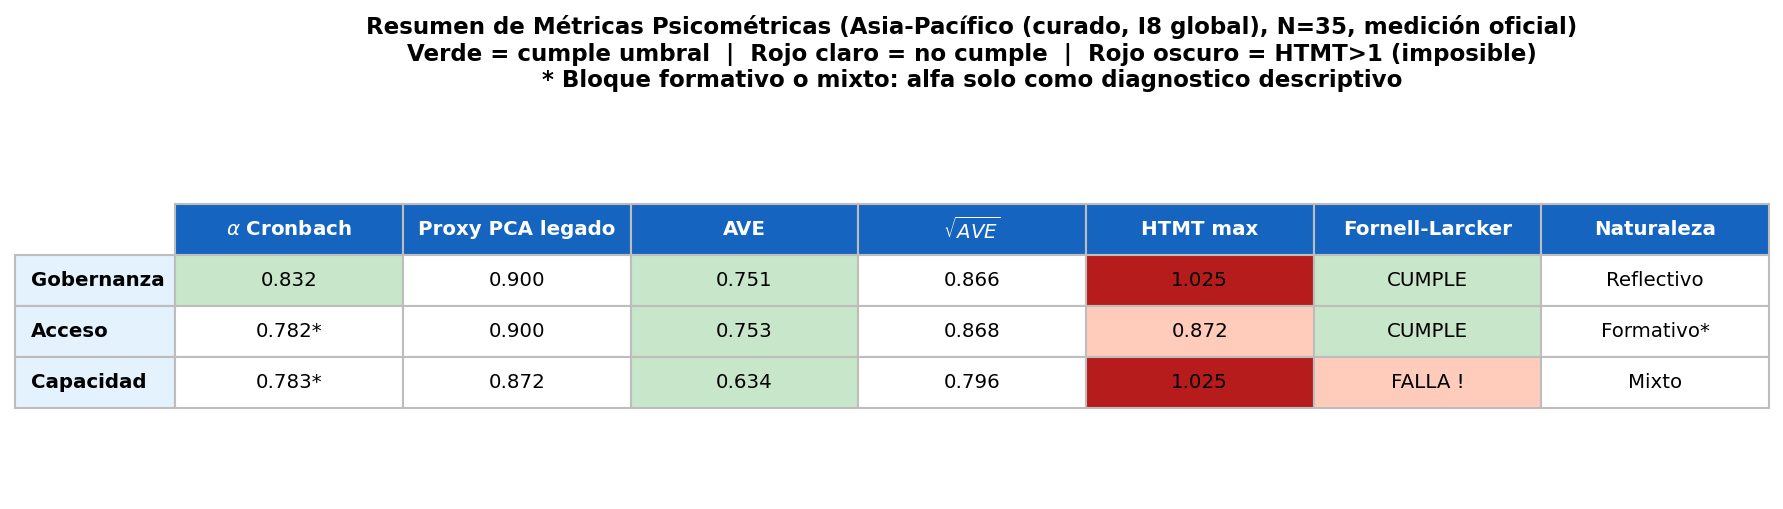 Resumen de Métricas Psicométricas (Asia-Pacífico (curado, I8 global), N=35, medición oficial)
Verde = cumple umbral | Rojo claro = no cumple | Rojo oscuro = HTMT>1 (imposible)
* Bloque formativo o mixto: alfa solo como diagnostico descriptivo
α Cronbach Proxy PCA legado AVE √AVE HTMT max Fornell-Larcker Naturaleza
Gobernanza 0.832 0.900 0.751 0.866 1.025 CUMPLE Reflectivo
Acceso 0.782* 0.900 0.753 0.868 0.872 CUMPLE Formativo*
Capacidad 0.783* 0.872 0.634 0.796 1.025 FALLA ! Mixto